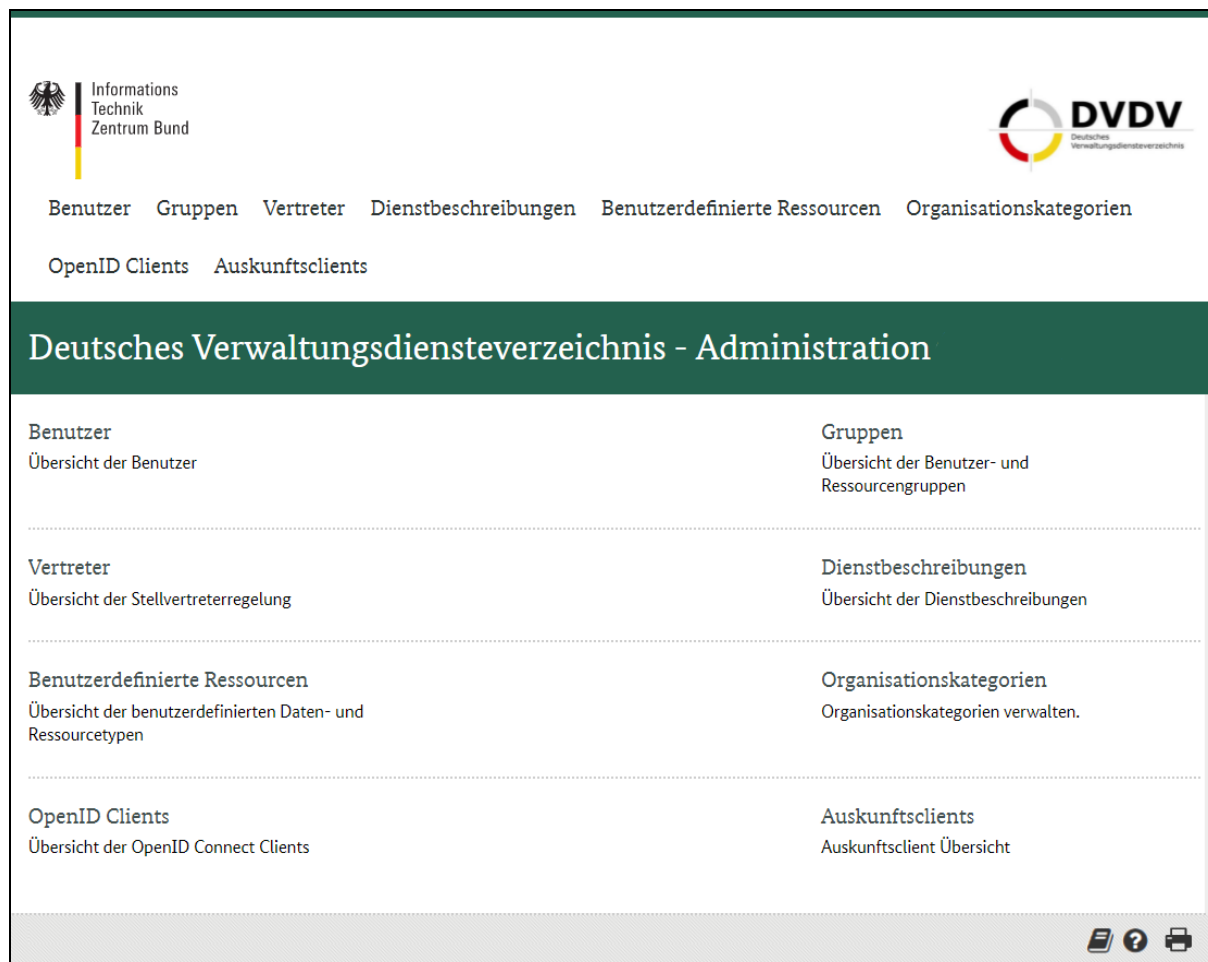 Informations
Technik
Zentrum Bund
DVDV
Deutsches
Verwaltungsdiensteverzeichnis
Benutzer Gruppen Vertreter Dienstbeschreibungen Benutzerdefinierte Ressourcen Organisationskategorien
OpenID Clients Auskunftsclients
Deutsches Verwaltungsdiensteverzeichnis - Administration
Benutzer
Übersicht der Benutzer
Gruppen
Übersicht der Benutzer- und
Ressourcengruppen
Vertreter
Übersicht der Stellvertreterregelung
Dienstbeschreibungen
Übersicht der Dienstbeschreibungen
Benutzerdefinierte Ressourcen
Übersicht der benutzerdefinierten Daten- und
Ressourcetypen
Organisationskategorien
Organisationskategorien verwalten.
OpenID Clients
Übersicht der OpenID Connect Clients
Auskunftsclients
Auskunftsclient Übersicht